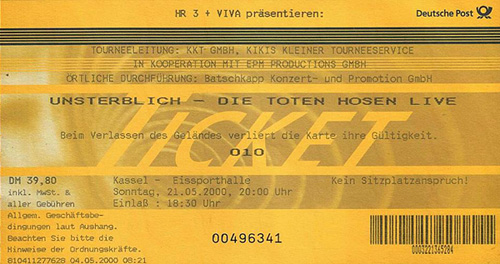 HR 3 + VIVA präsentieren:
Deutsche Post
TOURNEELEITUNG: KKT GMBH, KIKIS KLEINER TOURNEESERVICE
IN KOOPERATION MIT EPM PRODUCTIONS GMBH
ÖRTLICHE DURCHFÜHRUNG: Batschkapp Konzert- und Promotion GmbH
UNSTERBLICH - DIE TOTEN HOSEN LIVE
Beim Verlassen des Geländes verliert die Karte ihre Gültigkeit.
TICKET
010
DM 39,80 Kassel - Eissporthalle Kein Sitzplatzanspruch!
inkl. MwSt. & Sonntag, 21.05.2000, 20:00 Uhr
aller Gebühren Einlaß : 18:30 Uhr
Allgem. Geschäftsbe-
dingungen laut Aushang.
Beachten Sie bitte die 00496341
Hinweise der Ordnungskräfte. 0003221365284
810411277628 04.05.2000 08:21